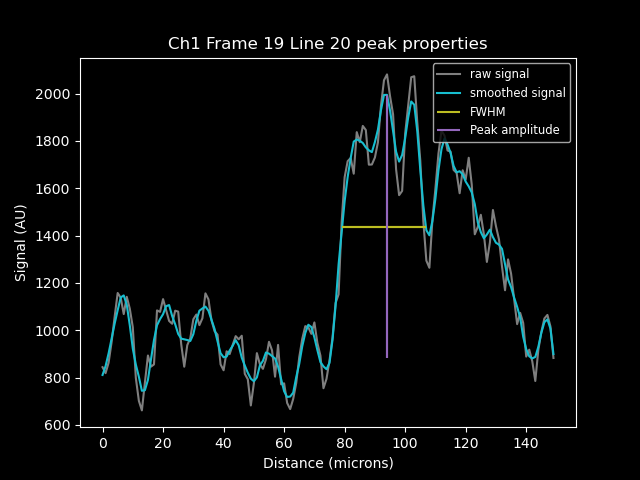 Ch1 Frame 19 Line 20 peak properties
raw signal
smoothed signal
FWHM
Peak amplitude
Signal (AU)
2000
1800
1600
1400
1200
1000
800
600
0 20 40 60 80 100 120 140
Distance (microns)